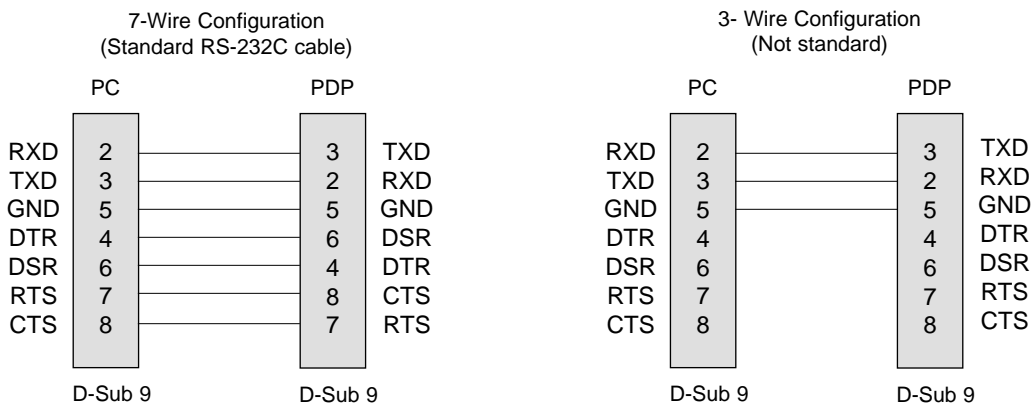 7-Wire Configuration
(Standard RS-232C cable)
PC PDP
RXD 2 3 TXD
TXD 3 2 RXD
GND 5 5 GND
DTR 4 6 DSR
DSR 6 4 DTR
RTS 7 8 CTS
CTS 8 7 RTS
D-Sub 9 D-Sub 9
3- Wire Configuration
(Not standard)
PC PDP
RXD 2 3 TXD
TXD 3 2 RXD
GND 5 5 GND
DTR 4 4 DTR
DSR 6 6 DSR
RTS 7 7 RTS
CTS 8 8 CTS
D-Sub 9 D-Sub 9